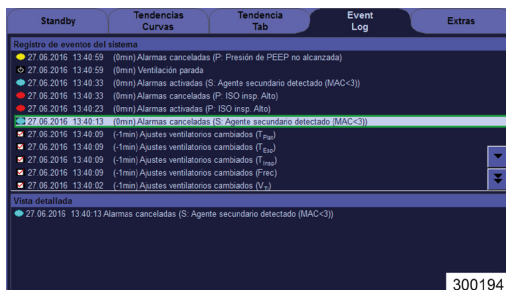 Standby
Tendencias
Curvas
Tendencia
Tab
Event
Log
Extras
Registro de eventos del sistema
27.06.2016 13:40:59 (0min) Alarmas canceladas (P: Presión de PEEP no alcanzada)
27.06.2016 13:40:59 (0min) Ventilación parada
27.06.2016 13:40:33 (0min) Alarmas activadas (S: Agente secundario detectado (MAC<3))
27.06.2016 13:40:33 (0min) Alarmas canceladas (P: ISO insp. Alto)
27.06.2016 13:40:23 (0min) Alarmas activadas (P: ISO insp. Alto)
27.06.2016 13:40:13 (0min) Alarmas canceladas (S: Agente secundario detectado (MAC<3))
27.06.2016 13:40:09 (-1min) Ajustes ventilatorios cambiados (TPlat)
27.06.2016 13:40:09 (-1min) Ajustes ventilatorios cambiados (TEsp)
27.06.2016 13:40:09 (-1min) Ajustes ventilatorios cambiados (TInsp)
27.06.2016 13:40:09 (-1min) Ajustes ventilatorios cambiados (Frec)
27.06.2016 13:40:02 (-1min) Ajustes ventilatorios cambiados (VTi)
Vista detallada
27.06.2016 13:40:13 Alarmas canceladas (S: Agente secundario detectado (MAC<3))
300194